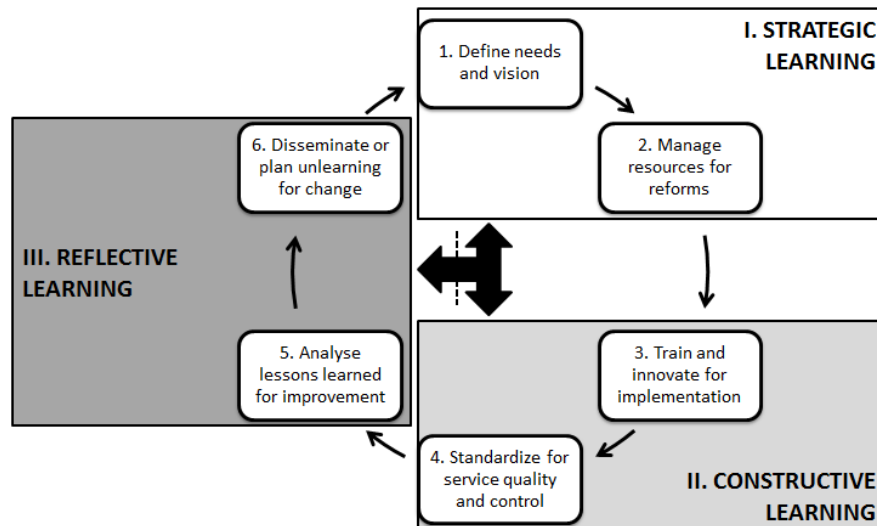 I. STRATEGIC
LEARNING
1. Define needs
and vision
2. Manage
resources for
reforms
3. Train and
innovate for
implementation
II. CONSTRUCTIVE
LEARNING
4. Standardize for
service quality
and control
5. Analyse
lessons learned
for improvement
III. REFLECTIVE
LEARNING
6. Disseminate or
plan unlearning
for change